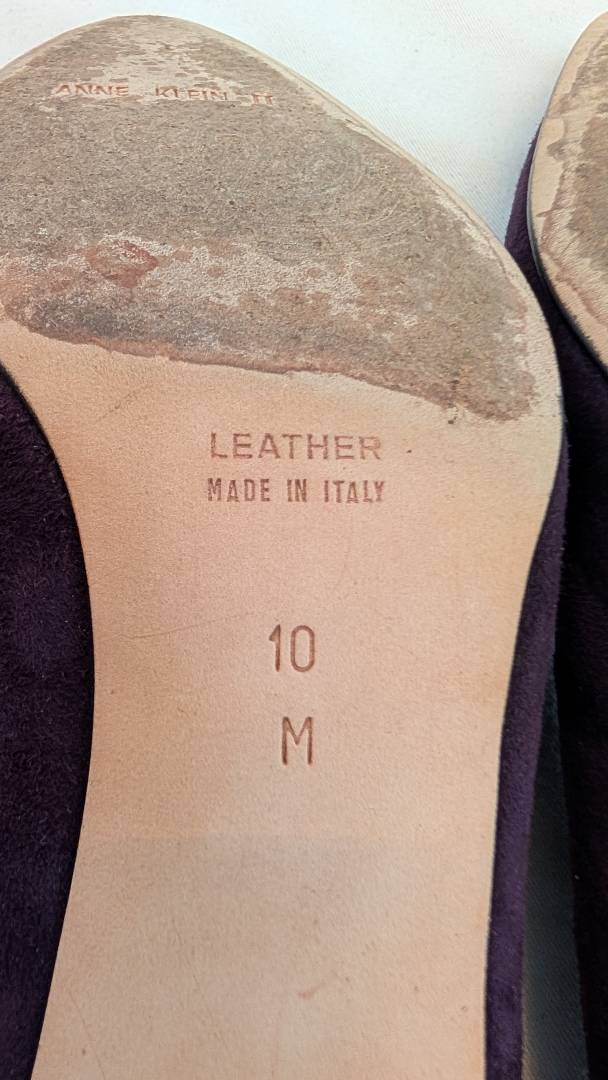 ANNE KLEIN II
LEATHER
MADE IN ITALY
10
M